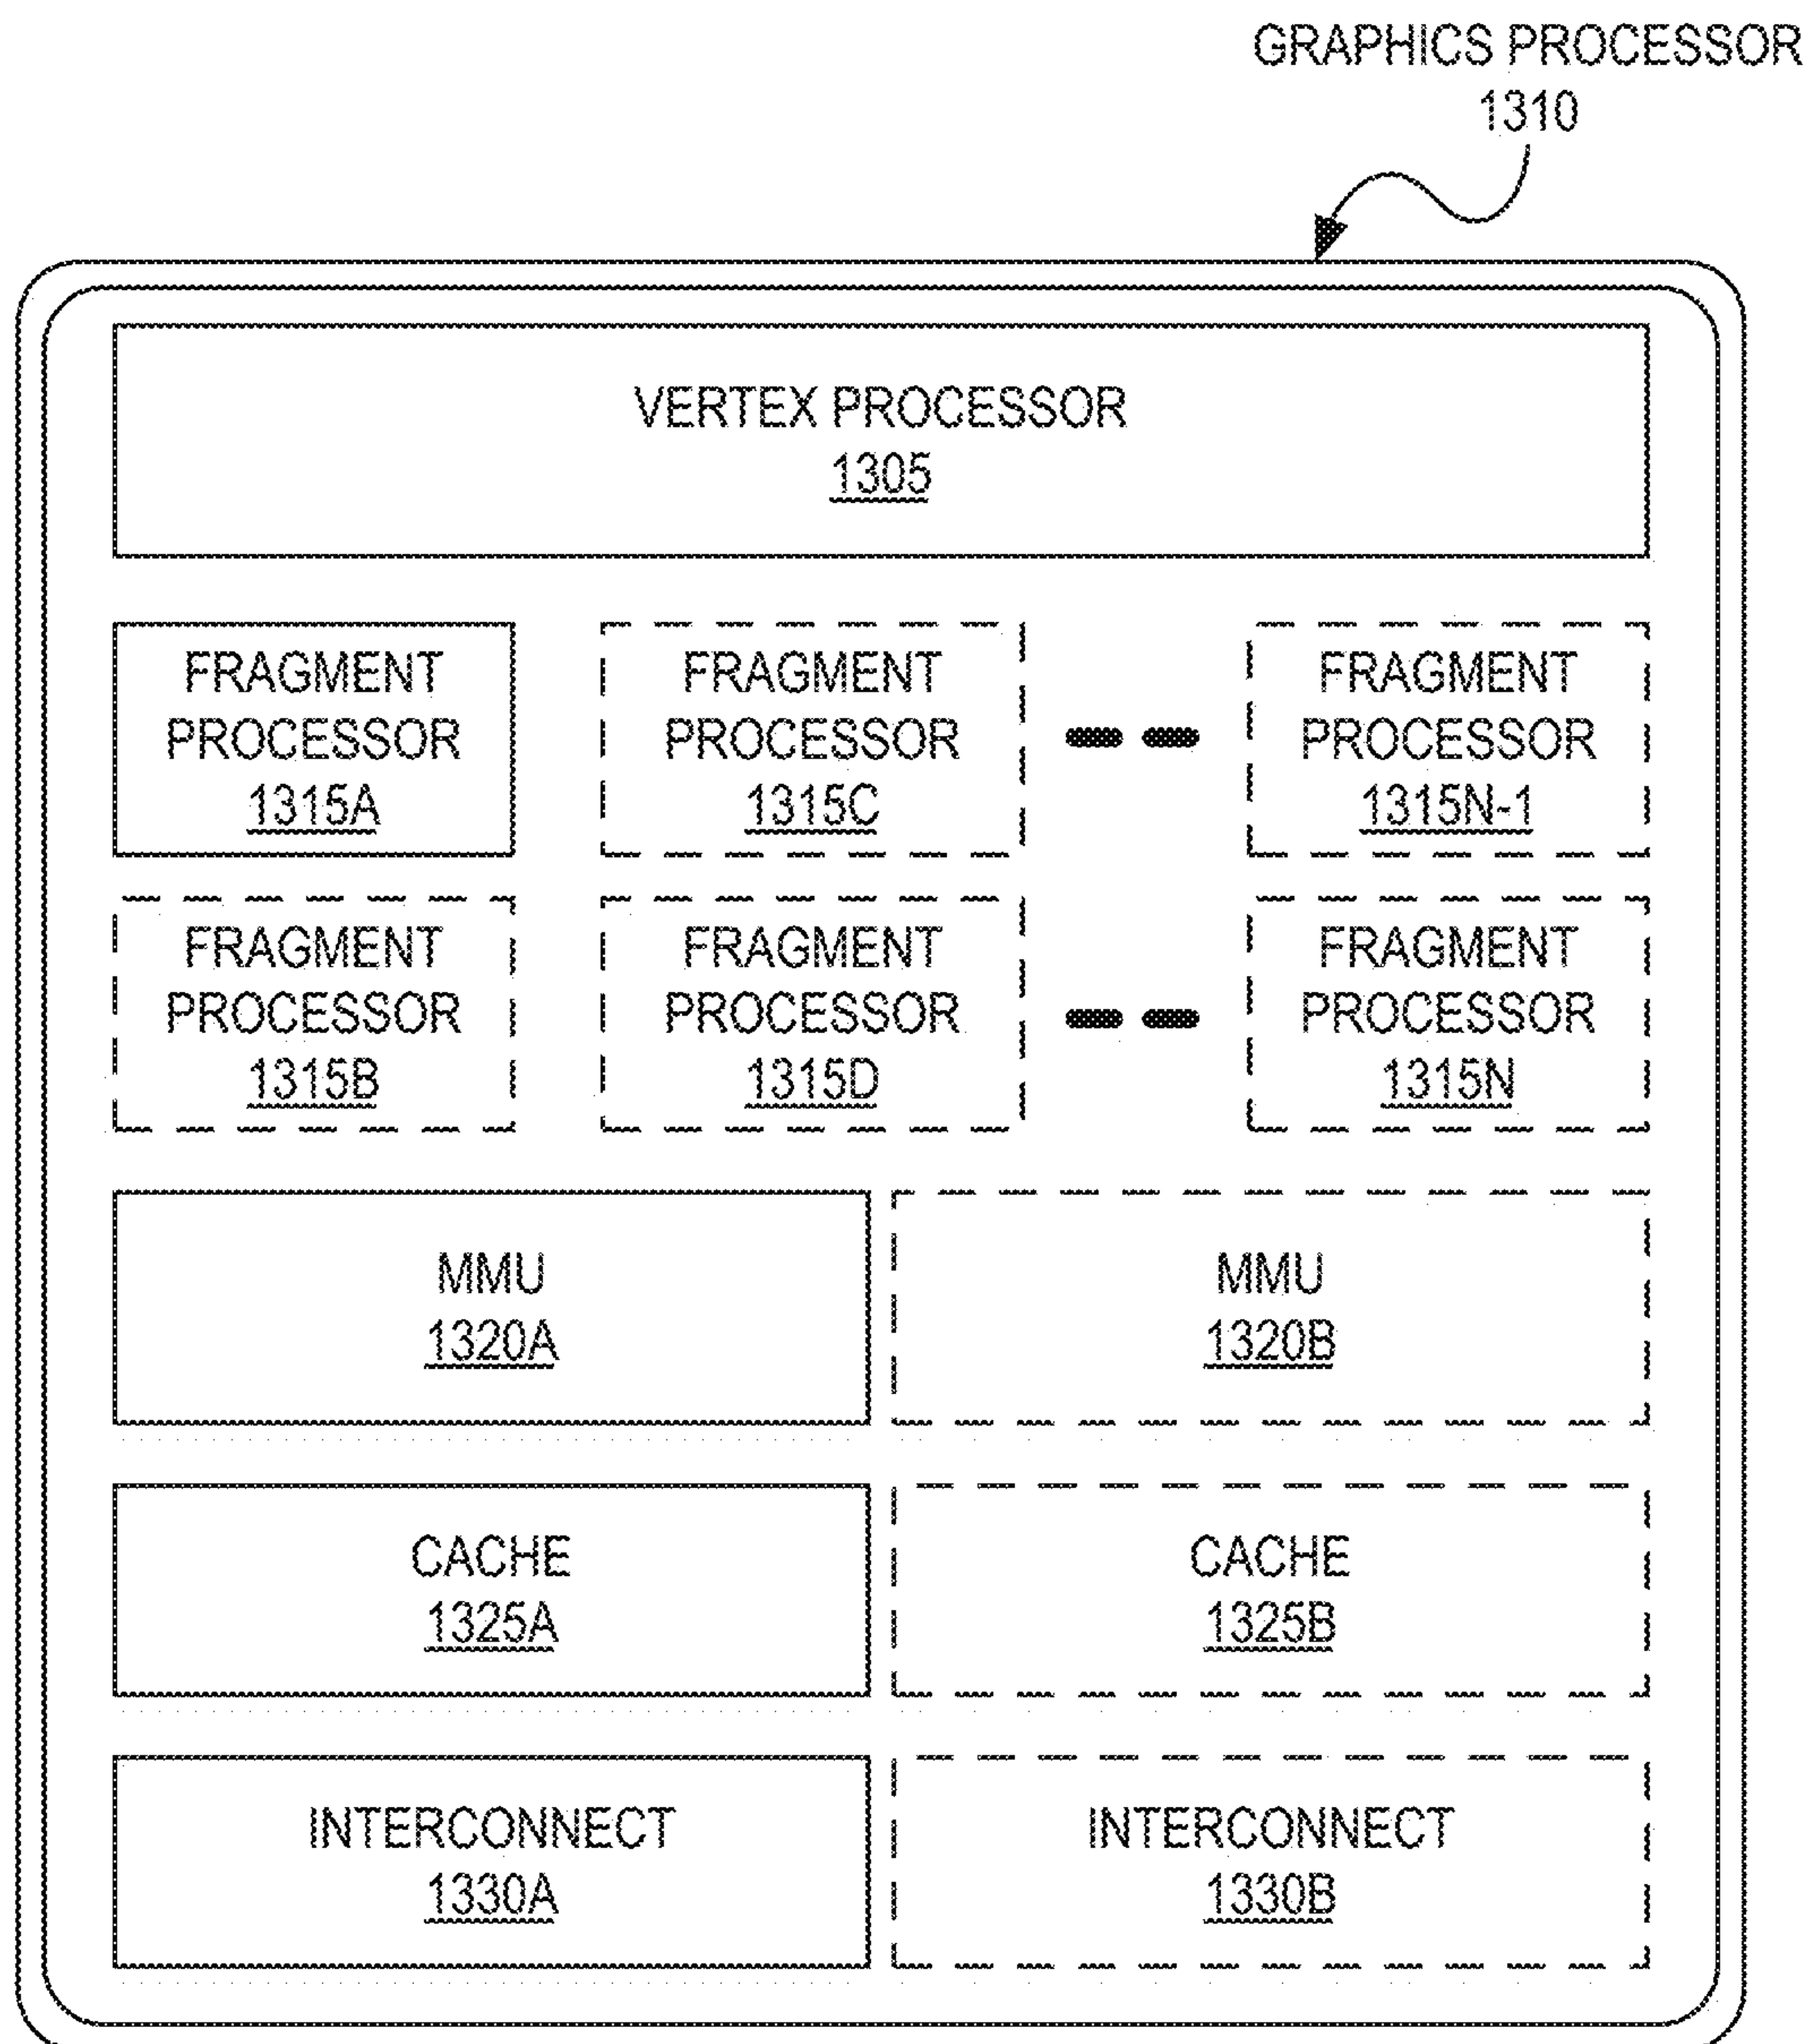 GRAPHICS PROCESSOR
1310
VERTEX PROCESSOR
1305
FRAGMENT
PROCESSOR
1315A
FRAGMENT
PROCESSOR
1315C
FRAGMENT
PROCESSOR
1315N-1
FRAGMENT
PROCESSOR
1315B
FRAGMENT
PROCESSOR
1315D
FRAGMENT
PROCESSOR
1315N
MMU
1320A
MMU
1320B
CACHE
1325A
CACHE
1325B
INTERCONNECT
1330A
INTERCONNECT
1330B